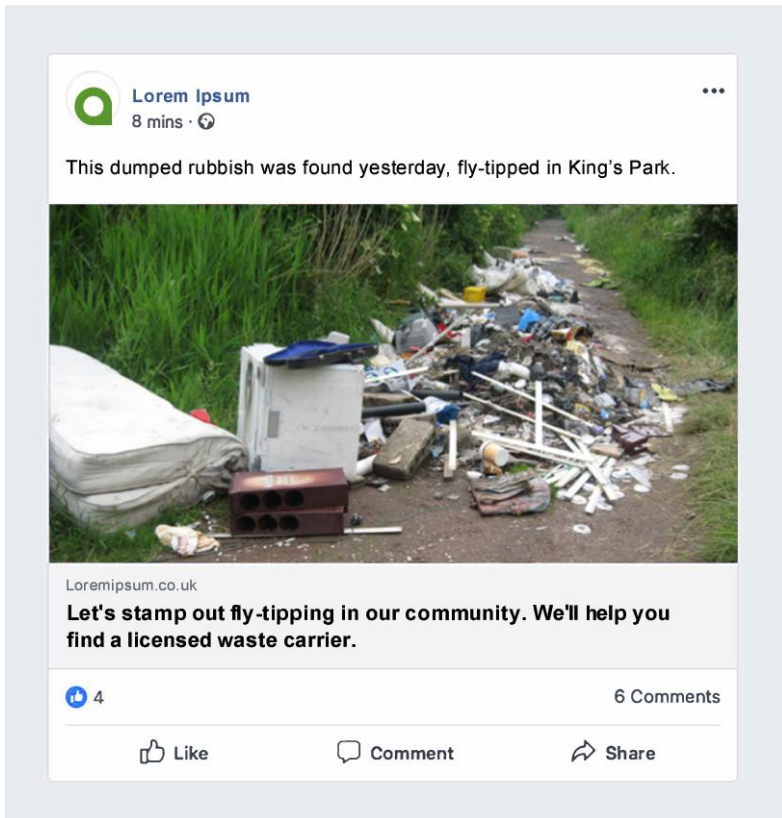 Lorem Ipsum
8 mins ·
This dumped rubbish was found yesterday, fly-tipped in King’s Park.
Loremipsum.co.uk
Let's stamp out fly-tipping in our community. We'll help you
find a licensed waste carrier.
4 6 Comments
Like Comment Share